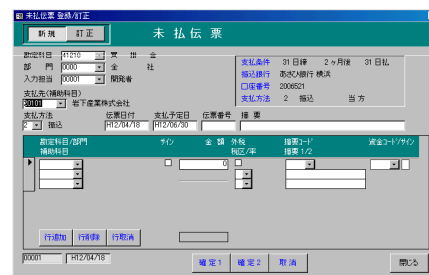 未払伝票 登録/訂正
新規 訂正 未払伝票
勘定科目 41210 買掛金
部門 0000 全社
入力担当 00001 開発者
支払先(補助科目)
30101 岩下産業株式会社
支払条件 31日締 2ヶ月後 31日払
振込銀行 あさひ銀行 横浜
口座番号 2006521
支払方法 2 振込 当方
支払方法 伝票日付 支払予定日 伝票番号 摘要
2 振込 H12/04/18 H12/06/30
勘定科目/部門 サイン 金額 外税 摘要コード 資金コード/サイン
補助科目 税区/率 摘要1/2
0
行追加 行削除 行取消
00001 H12/04/18 確定1 確定2 取消 閉じる